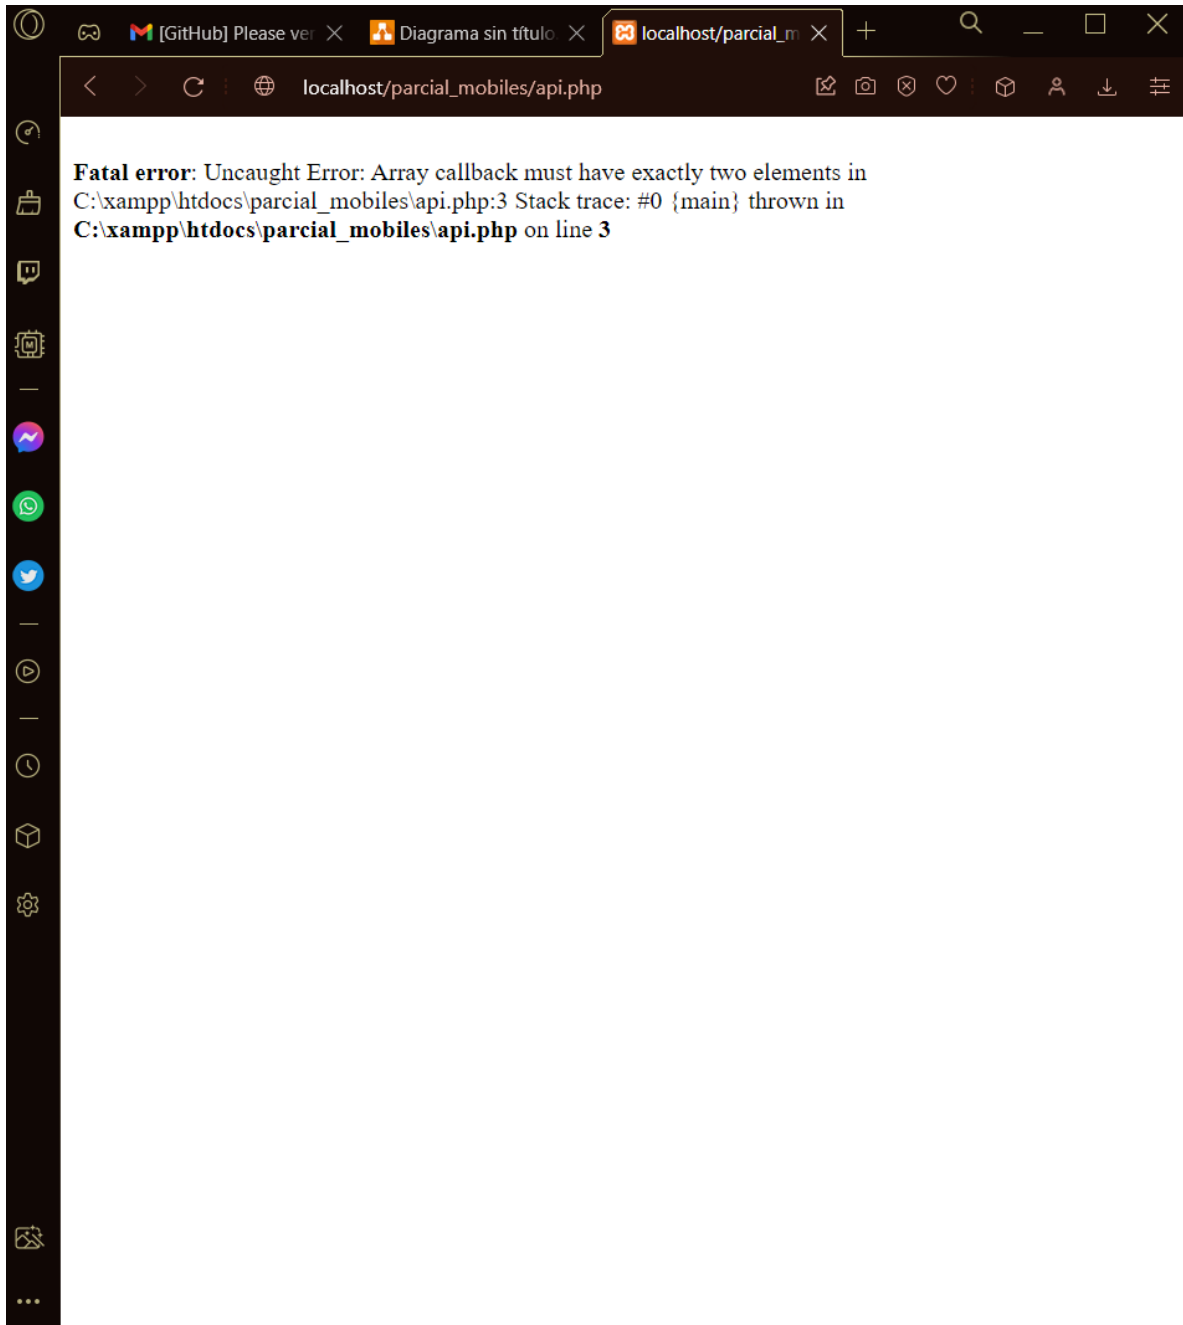 [GitHub] Please ver
Diagrama sin título.
localhost/parcial_m
localhost/parcial_mobiles/api.php
Fatal error: Uncaught Error: Array callback must have exactly two elements in
C:\xampp\htdocs\parcial_mobiles\api.php:3 Stack trace: #0 {main} thrown in
C:\xampp\htdocs\parcial_mobiles\api.php on line 3
M